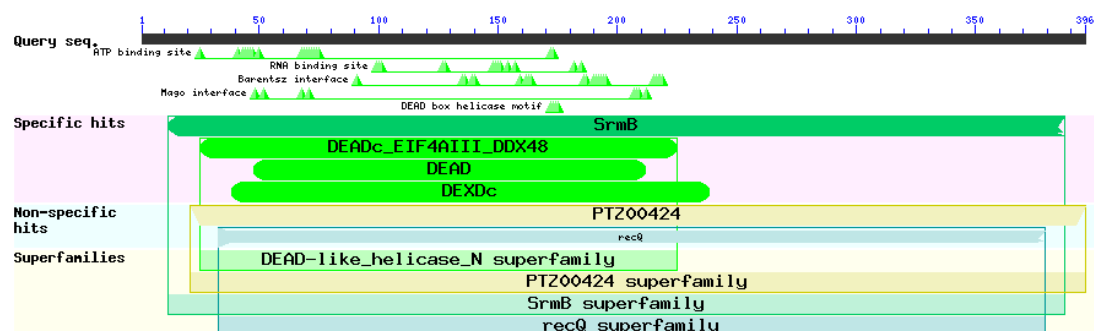 1 50 100 150 200 250 300 350 396
Query seq.
ATP binding site
RNA binding site
Barentsz interface
Mago interface
DEAD box helicase motif
Specific hits
SrmB
DEADc_EIF4AIII_DDX48
DEAD
DEXDc
Non-specific
hits
PTZ00424
recQ
Superfamilies
DEAD-like_helicase_N superfamily
PTZ00424 superfamily
SrmB superfamily
recQ superfamily